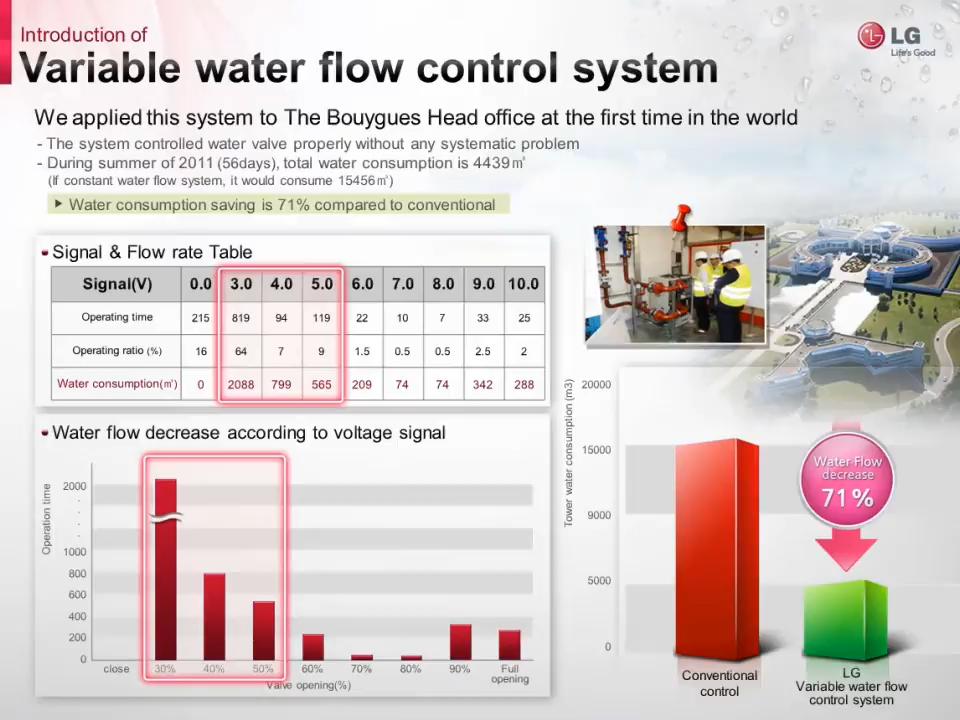 Introduction of
Variable water flow control system
LG
Life's Good
We applied this system to The Bouygues Head office at the first time in the world
- The system controlled water valve properly without any systematic problem
- During summer of 2011 (56days), total water consumption is 4439㎥
(If constant water flow system, it would consume 15456㎥)
Water consumption saving is 71% compared to conventional
Signal & Flow rate Table
Signal(V) 0.0 3.0 4.0 5.0 6.0 7.0 8.0 9.0 10.0
Operating time 215 819 94 119 22 10 7 33 25
Operating ratio (%) 16 64 7 9 1.5 0.5 0.5 2.5 2
Water consumption(㎥) 0 2088 799 565 209 74 74 342 288
Water flow decrease according to voltage signal
Operation time
2000
1000
800
600
400
200
0
close 30% 40% 50% 60% 70% 80% 90% Full
opening
Valve opening(%)
Tower water consumption (m3)
20000
15000
9000
5000
0
Water Flow
decrease
71%
Conventional
control
LG
Variable water flow
control system